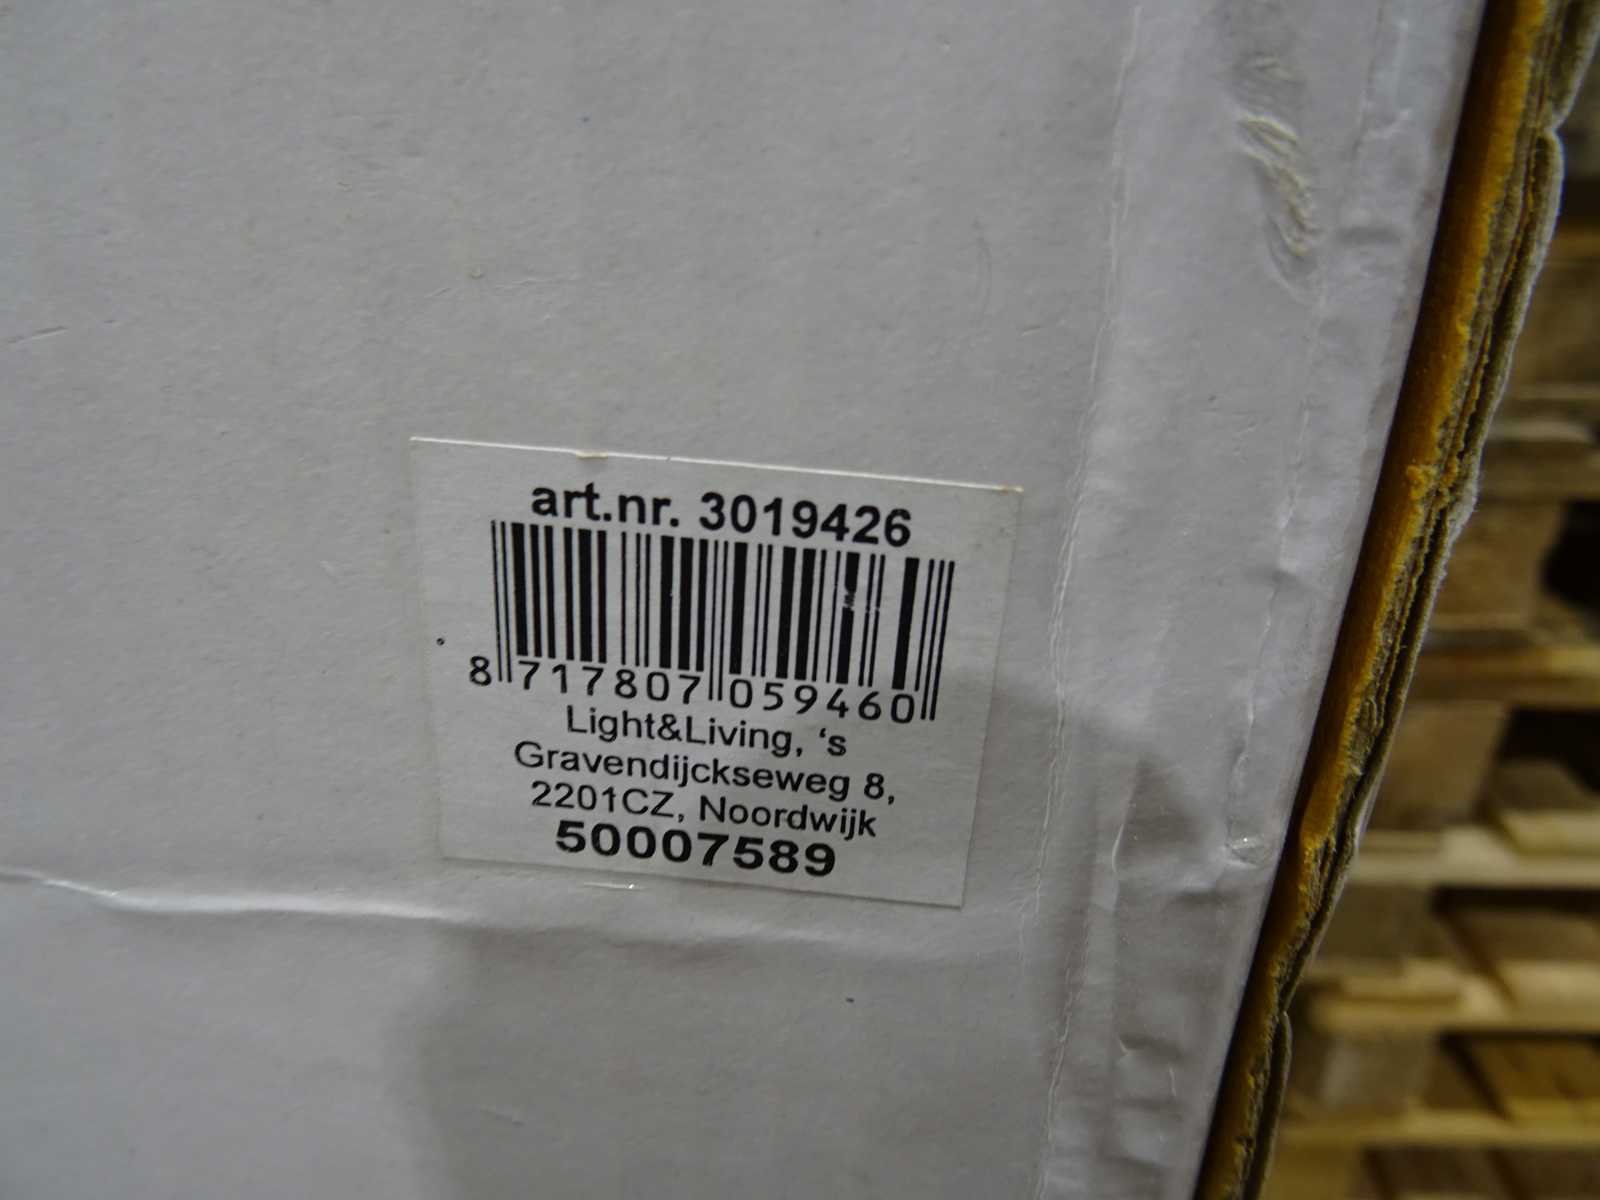 art.nr. 3019426
8 717807 059460
Light&Living, ‘s
Gravendijckseweg 8,
2201CZ, Noordwijk
50007589